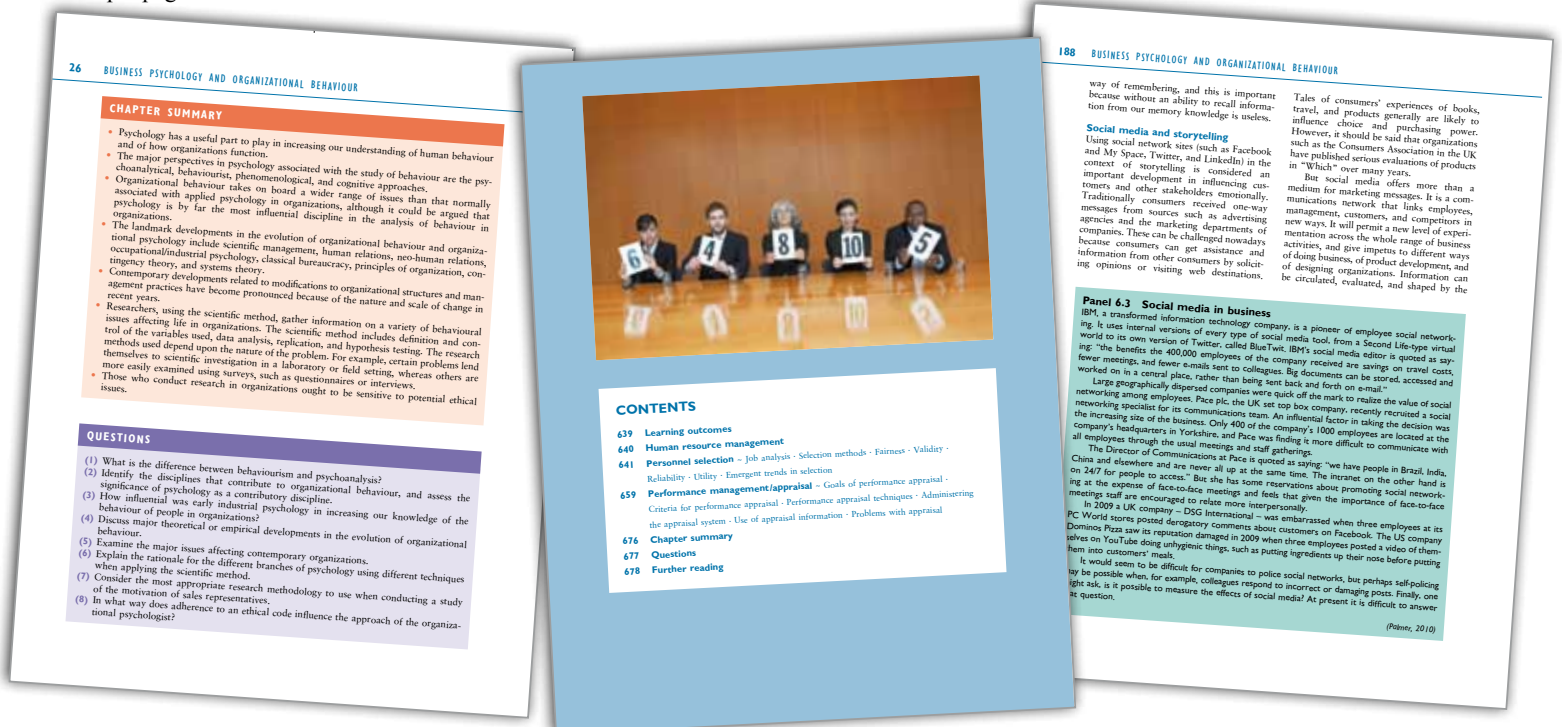 26 BUSINESS PSYCHOLOGY AND ORGANIZATIONAL BEHAVIOUR
CHAPTER SUMMARY
• Psychology has a useful part to play in increasing our understanding of human behaviour
and of how organizations function.
• The major perspectives in psychology associated with the study of behaviour are the psy-
choanalytical, behaviourist, phenomenological, and cognitive approaches.
• Organizational behaviour takes on board a wider range of issues than that normally
associated with applied psychology in organizations, although it could be argued that
psychology is by far the most influential discipline in the analysis of behaviour in
organizations.
• The landmark developments in the evolution of organizational behaviour and organiza-
tional psychology include scientific management, human relations, neo-human relations,
occupational/industrial psychology, classical bureaucracy, principles of organization, con-
tingency theory, and systems theory.
• Contemporary developments related to modifications to organizational structures and man-
agement practices have become pronounced because of the nature and scale of change in
recent years.
• Researchers, using the scientific method, gather information on a variety of behavioural
issues affecting life in organizations. The scientific method includes definition and con-
trol of the variables used, data analysis, replication, and hypothesis testing. The research
methods used depend upon the nature of the problem. For example, certain problems lend
themselves to scientific investigation in a laboratory or field setting, whereas others are
more easily examined using surveys, such as questionnaires or interviews.
• Those who conduct research in organizations ought to be sensitive to potential ethical
issues.
QUESTIONS
(1) What is the difference between behaviourism and psychoanalysis?
(2) Identify the disciplines that contribute to organizational behaviour, and assess the
significance of psychology as a contributory discipline.
(3) How influential was early industrial psychology in increasing our knowledge of the
behaviour of people in organizations?
(4) Discuss major theoretical or empirical developments in the evolution of organizational
behaviour.
(5) Examine the major issues affecting contemporary organizations.
(6) Explain the rationale for the different branches of psychology using different techniques
when applying the scientific method.
(7) Consider the most appropriate research methodology to use when conducting a study
of the motivation of sales representatives.
(8) In what way does adherence to an ethical code influence the approach of the organiza-
tional psychologist?
6 4 8 10 5
CONTENTS
639 Learning outcomes
640 Human resource management
641 Personnel selection – Job analysis · Selection methods · Fairness · Validity ·
Reliability · Utility · Emergent trends in selection
659 Performance management/appraisal – Goals of performance appraisal ·
Criteria for performance appraisal · Performance appraisal techniques · Administering
the appraisal system · Use of appraisal information · Problems with appraisal
676 Chapter summary
677 Questions
678 Further reading
188 BUSINESS PSYCHOLOGY AND ORGANIZATIONAL BEHAVIOUR
way of remembering, and this is important
because without an ability to recall informa-
tion from our memory knowledge is useless.
Social media and storytelling
Using social network sites (such as Facebook
and My Space, Twitter, and LinkedIn) in the
context of storytelling is considered an
important development in influencing cus-
tomers and other stakeholders emotionally.
Traditionally consumers received one-way
messages from sources such as advertising
agencies and the marketing departments of
companies. These can be challenged nowadays
because consumers can get assistance and
information from other consumers by solicit-
ing opinions or visiting web destinations.
Tales of consumers' experiences of books,
travel, and products generally are likely to
influence choice and purchasing power.
However, it should be said that organizations
such as the Consumers Association in the UK
have published serious evaluations of products
in "Which" over many years.
But social media offers more than a
medium for marketing messages. It is a com-
munications network that links employees,
management, customers, and competitors in
new ways. It will permit a new level of experi-
mentation across the whole range of business
activities, and give impetus to different ways
of doing business, of product development, and
of designing organizations. Information can
be circulated, evaluated, and shaped by the
Panel 6.3 Social media in business
IBM, a transformed information technology company, is a pioneer of employee social network-
ing. It uses internal versions of every type of social media tool, from a Second Life-type virtual
world to its own version of Twitter, called BlueTwit. IBM's social media editor is quoted as say-
ing: "the benefits the 400,000 employees of the company received are savings on travel costs,
fewer meetings, and fewer e-mails sent to colleagues. Big documents can be stored, accessed and
worked on in a central place, rather than being sent back and forth on e-mail."
Large geographically dispersed companies were quick off the mark to realize the value of social
networking among employees. Pace plc, the UK set top box company, recently recruited a social
networking specialist for its communications team. An influential factor in taking the decision was
the increasing size of the business. Only 400 of the company's 1000 employees are located at the
company's headquarters in Yorkshire, and Pace was finding it more difficult to communicate with
all employees through the usual meetings and staff gatherings.
The Director of Communications at Pace is quoted as saying: "we have people in Brazil, India,
China and elsewhere and are never all up at the same time. The intranet on the other hand is
on 24/7 for people to access." But she has some reservations about promoting social network-
ing at the expense of face-to-face meetings and feels that given the importance of face-to-face
meetings staff are encouraged to relate more interpersonally.
In 2009 a UK company – DSG International – was embarrassed when three employees at its
PC World stores posted derogatory comments about customers on Facebook. The US company
Dominos Pizza saw its reputation damaged in 2009 when three employees posted a video of them-
selves on YouTube doing unhygienic things, such as putting ingredients up their nose before putting
them into customers' meals.
It would seem to be difficult for companies to police social networks, but perhaps self-policing
may be possible when, for example, colleagues respond to incorrect or damaging posts. Finally, one
ight ask, is it possible to measure the effects of social media? At present it is difficult to answer
at question.
(Palmer, 2010)